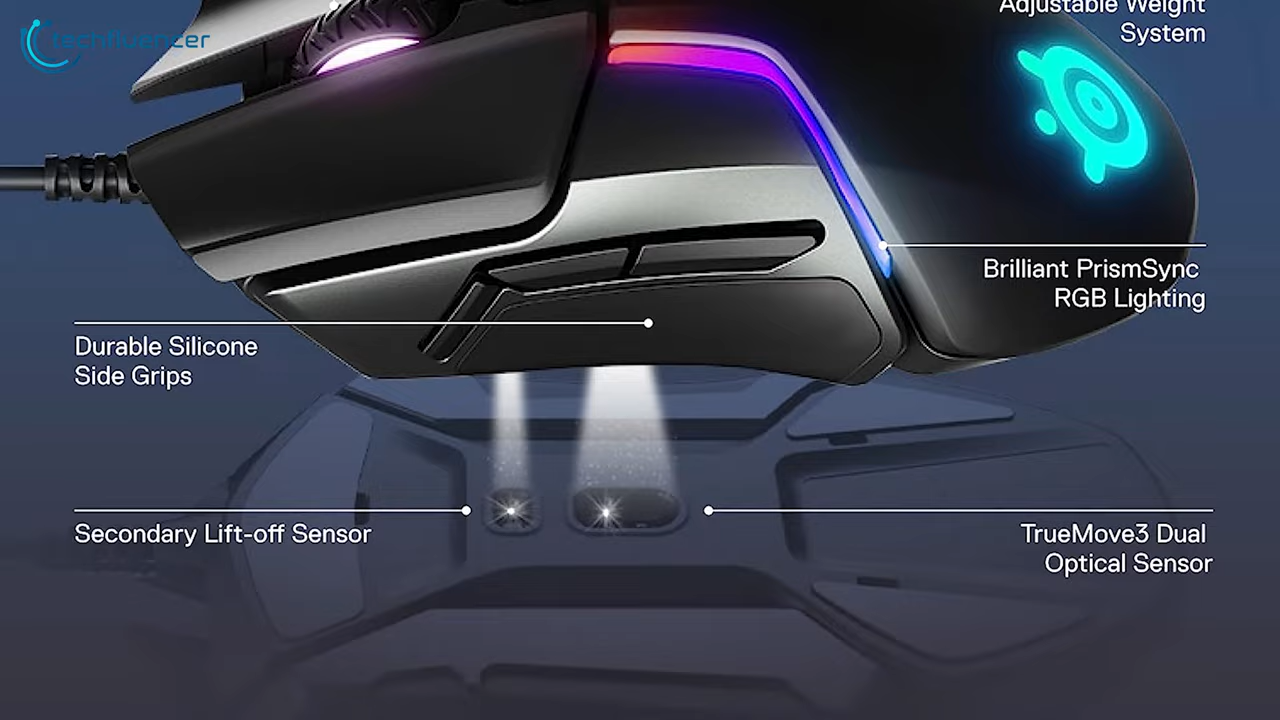 techfluencer
Adjustable Weight
System
Brilliant PrismSync
RGB Lighting
Durable Silicone
Side Grips
Secondary Lift-off Sensor
TrueMove3 Dual
Optical Sensor